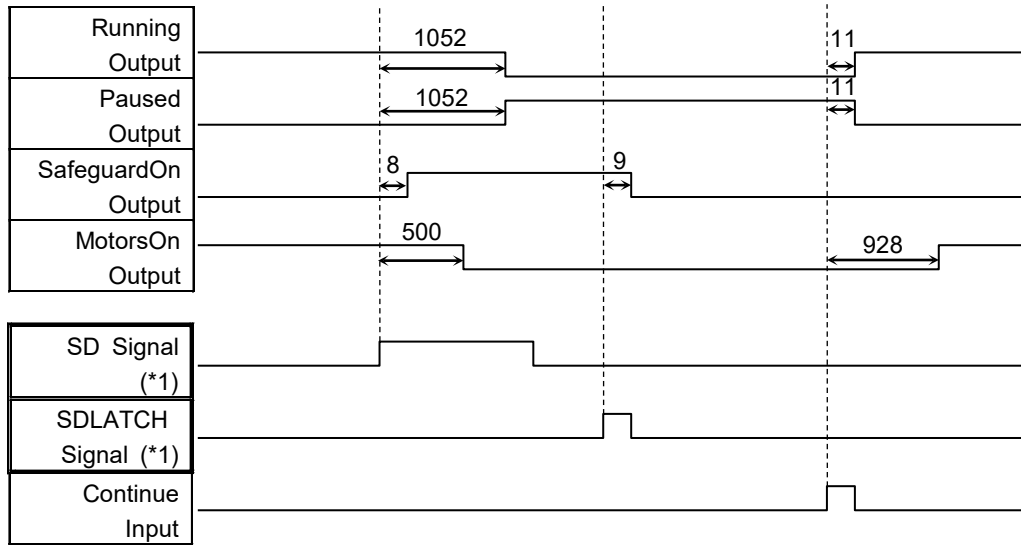 Running
Output
1052
11
Paused
Output
1052
11
SafeguardOn
Output
8
9
MotorsOn
Output
500
928
SD Signal
(*1)
SDLATCH
Signal (*1)
Continue
Input